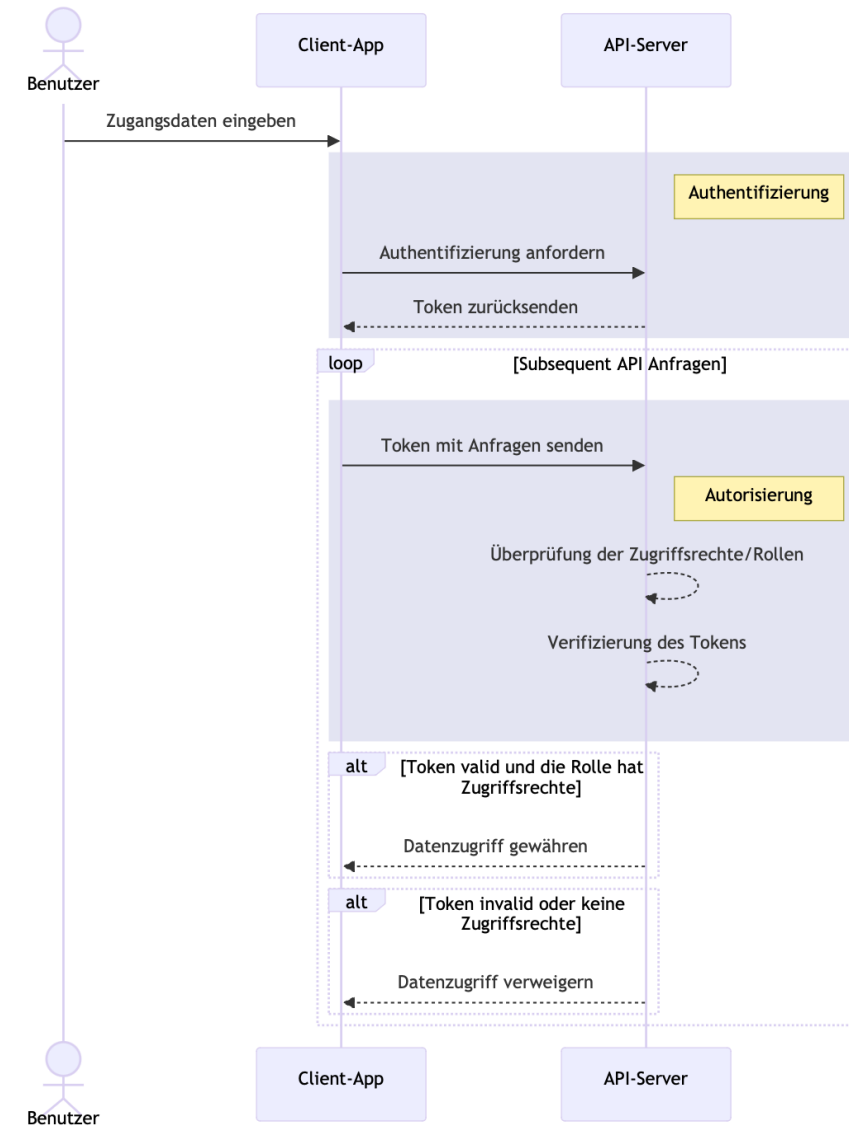 Benutzer
Client-App
API-Server
Zugangsdaten eingeben
Authentifizierung
Authentifizierung anfordern
Token zurücksenden
loop
[Subsequent API Anfragen]
Token mit Anfragen senden
Autorisierung
Überprüfung der Zugriffsrechte/Rollen
Verifizierung des Tokens
alt
[Token valid und die Rolle hat
Zugriffsrechte]
Datenzugriff gewähren
alt
[Token invalid oder keine
Zugriffsrechte]
Datenzugriff verweigern
Benutzer
Client-App
API-Server